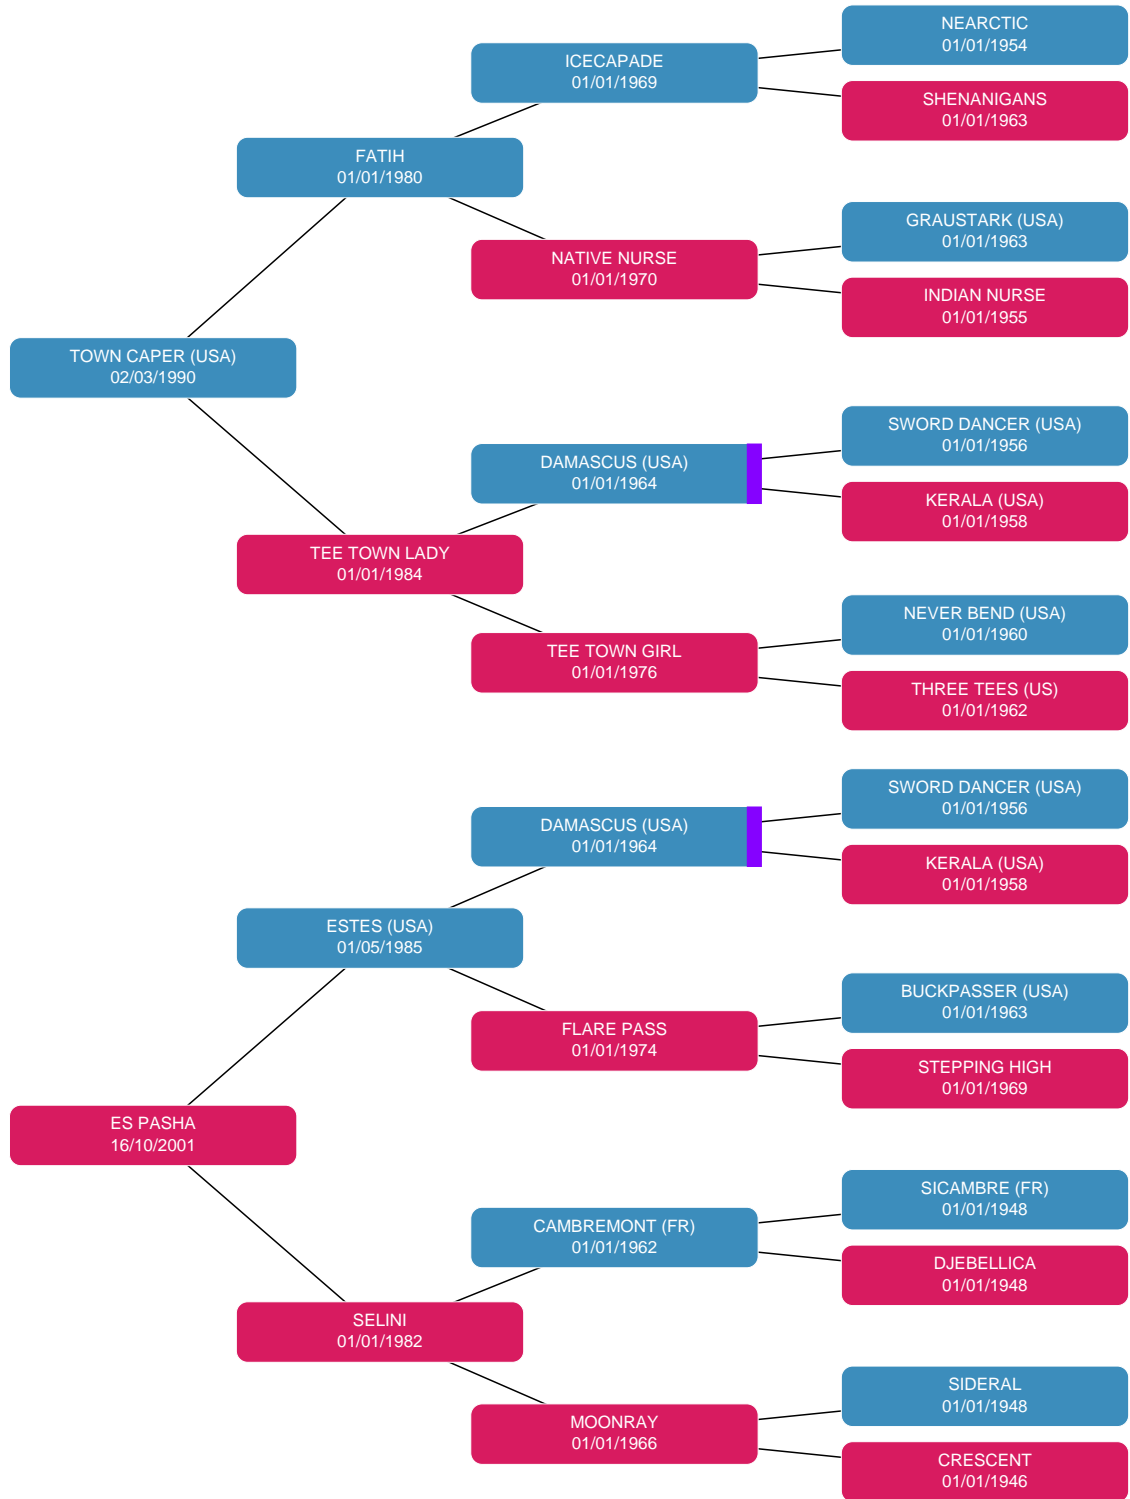 NEARCTIC
01/01/1954
ICECAPADE
01/01/1969
SHENANIGANS
01/01/1963
FATIH
01/01/1980
GRAUSTARK (USA)
01/01/1963
NATIVE NURSE
01/01/1970
INDIAN NURSE
01/01/1955
TOWN CAPER (USA)
02/03/1990
SWORD DANCER (USA)
01/01/1956
DAMASCUS (USA)
01/01/1964
KERALA (USA)
01/01/1958
TEE TOWN LADY
01/01/1984
NEVER BEND (USA)
01/01/1960
TEE TOWN GIRL
01/01/1976
THREE TEES (US)
01/01/1962
SWORD DANCER (USA)
01/01/1956
DAMASCUS (USA)
01/01/1964
KERALA (USA)
01/01/1958
ESTES (USA)
01/05/1985
BUCKPASSER (USA)
01/01/1963
FLARE PASS
01/01/1974
STEPPING HIGH
01/01/1969
ES PASHA
16/10/2001
SICAMBRE (FR)
01/01/1948
CAMBREMONT (FR)
01/01/1962
DJEBELLICA
01/01/1948
SELINI
01/01/1982
SIDERAL
01/01/1948
MOONRAY
01/01/1966
CRESCENT
01/01/1946